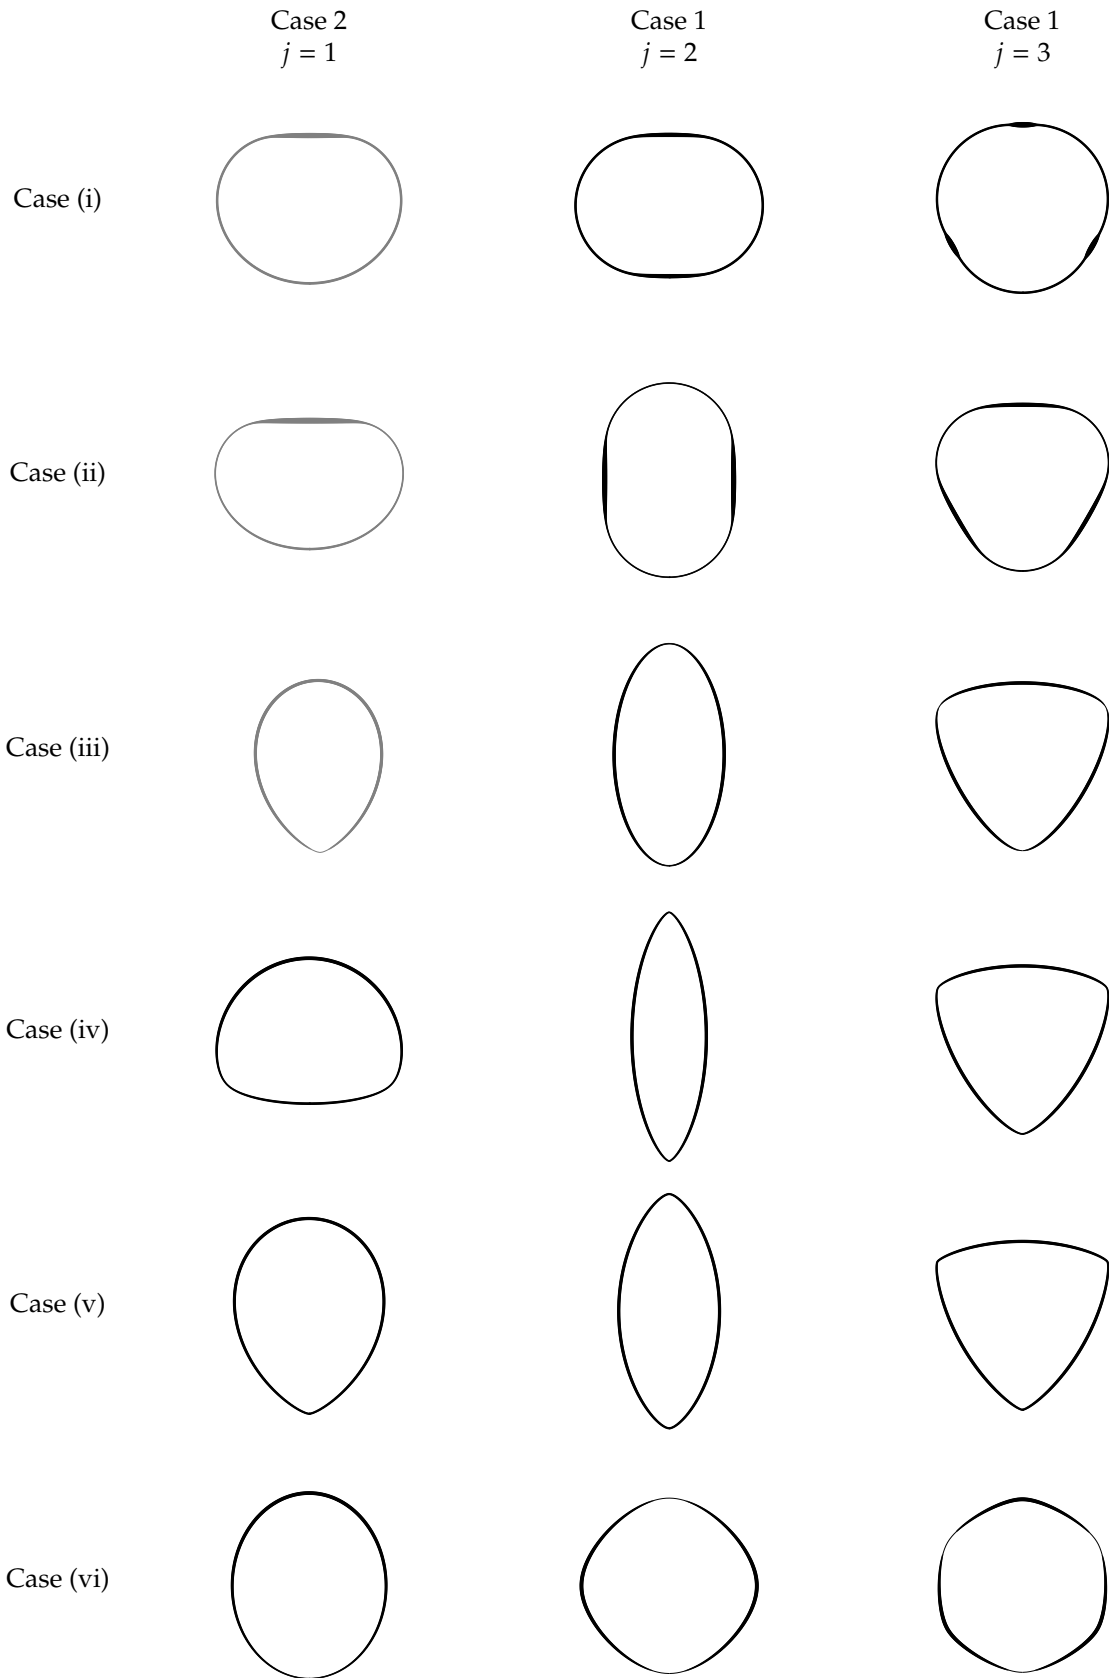 Case 2
j = 1
Case 1
j = 2
Case 1
j = 3
Case (i)
Case (ii)
Case (iii)
Case (iv)
Case (v)
Case (vi)